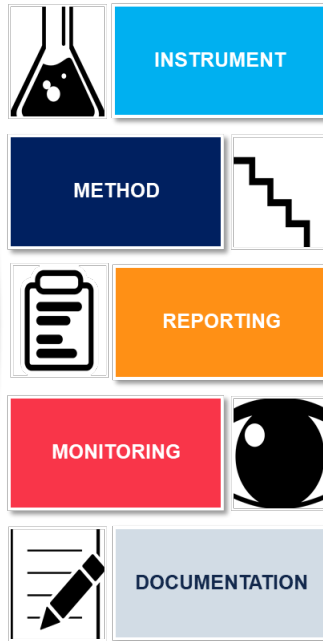 INSTRUMENT
METHOD
REPORTING
MONITORING
DOCUMENTATION